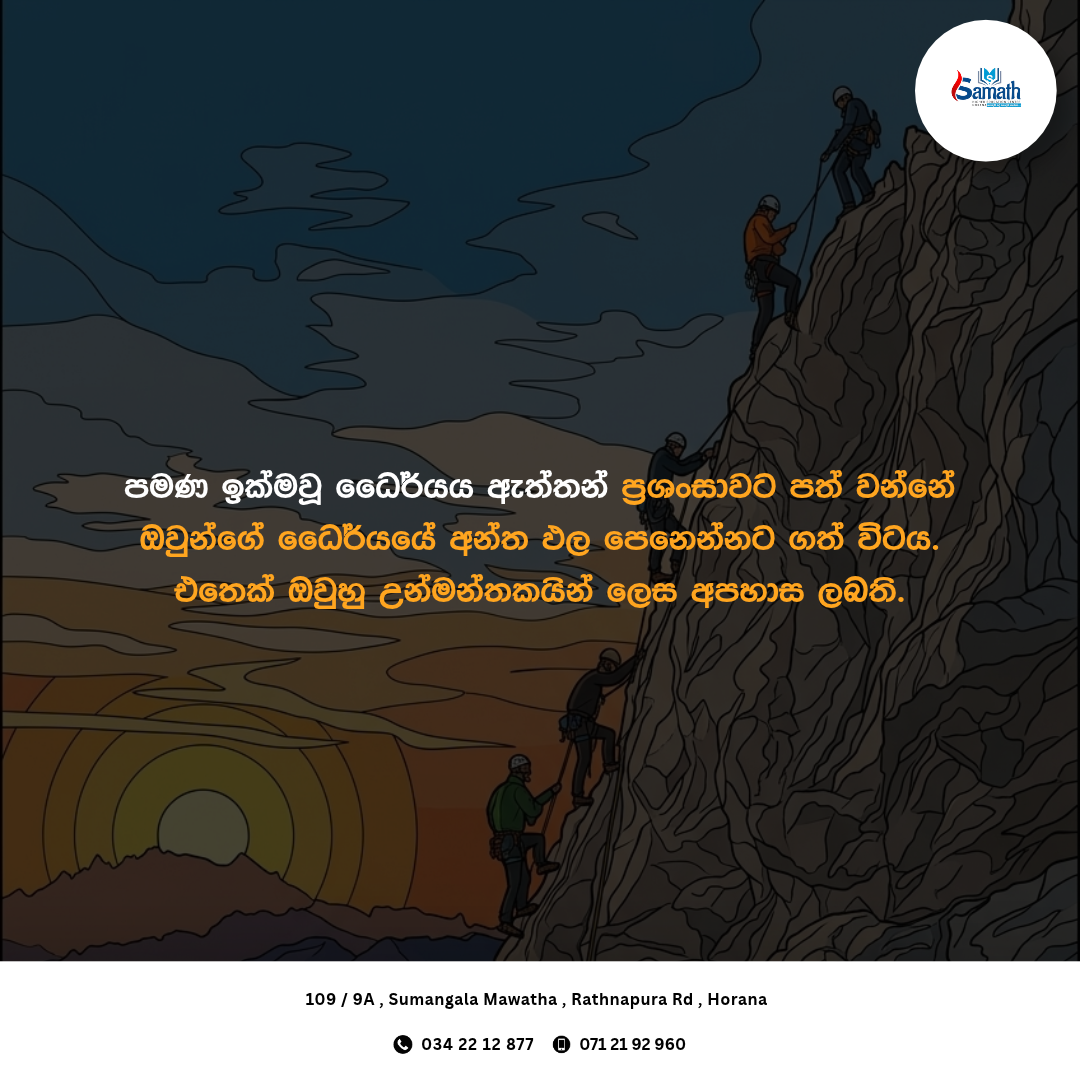 Samath
පමණ ඉක්මවූ ධෛර්යය ඇත්තන් ප්‍රශංසාවට පත් වන්නේ
ඔවුන්ගේ ධෛර්යයේ අන්ත ඵල පෙනෙන්නට ගත් විටය.
එතෙක් ඔවුහු උන්මන්තකයින් ලෙස අපහාස ලබති.
109 / 9A , Sumangala Mawatha , Rathnapura Rd , Horana
034 22 12 877 071 21 92 960